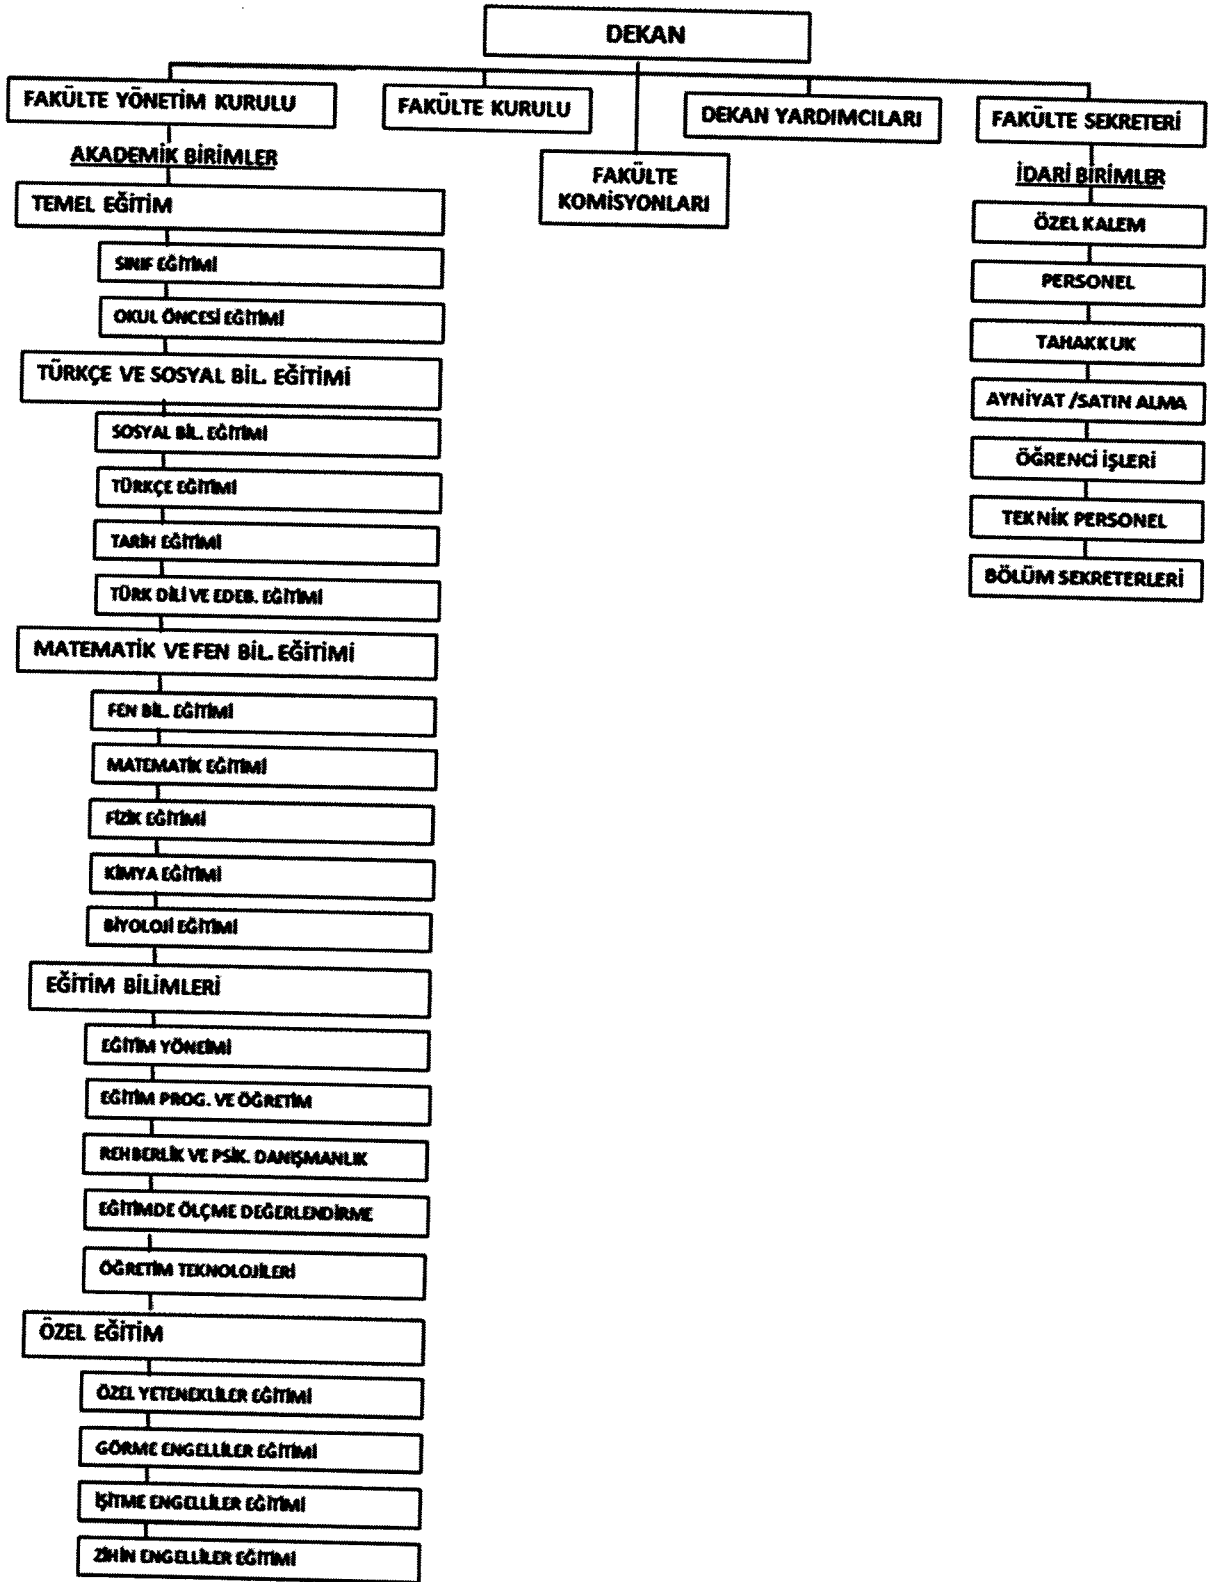 DEKAN
FAKÜLTE YÖNETİM KURULU
FAKÜLTE KURULU
DEKAN YARDIMCILARI
FAKÜLTE SEKRETERİ
FAKÜLTE
KOMİSYONLARI
AKADEMİK BİRİMLER
TEMEL EĞİTİM
SINIF EĞİTİMİ
OKUL ÖNCESİ EĞİTİMİ
TÜRKÇE VE SOSYAL BİL. EĞİTİMİ
SOSYAL BİL. EĞİTİMİ
TÜRKÇE EĞİTİMİ
TARİH EĞİTİMİ
TÜRK DİLİ VE EDEB. EĞİTİMİ
MATEMATİK VE FEN BİL. EĞİTİMİ
FEN BİL. EĞİTİMİ
MATEMATİK EĞİTİMİ
FİZİK EĞİTİMİ
KİMYA EĞİTİMİ
BİYOLOJİ EĞİTİMİ
EĞİTİM BİLİMLERİ
EĞİTİM YÖNEİMİ
EĞİTİM PROG. VE ÖĞRETİM
REHBERLİK VE PSİK. DANIŞMANLIK
EĞİTİMDE ÖLÇME DEĞERLENDİRME
ÖĞRETİM TEKNOLOJİLERİ
ÖZEL EĞİTİM
ÖZEL YETENEKLİLER EĞİTİMİ
GÖRME ENGELLİLER EĞİTİMİ
İŞİTME ENGELLİLER EĞİTİMİ
ZİHİN ENGELLİLER EĞİTİMİ
İDARİ BİRİMLER
ÖZEL KALEM
PERSONEL
TAHAKKUK
AYNİYAT /SATIN ALMA
ÖĞRENCİ İŞLERİ
TEKNİK PERSONEL
BÖLÜM SEKRETERLERİ